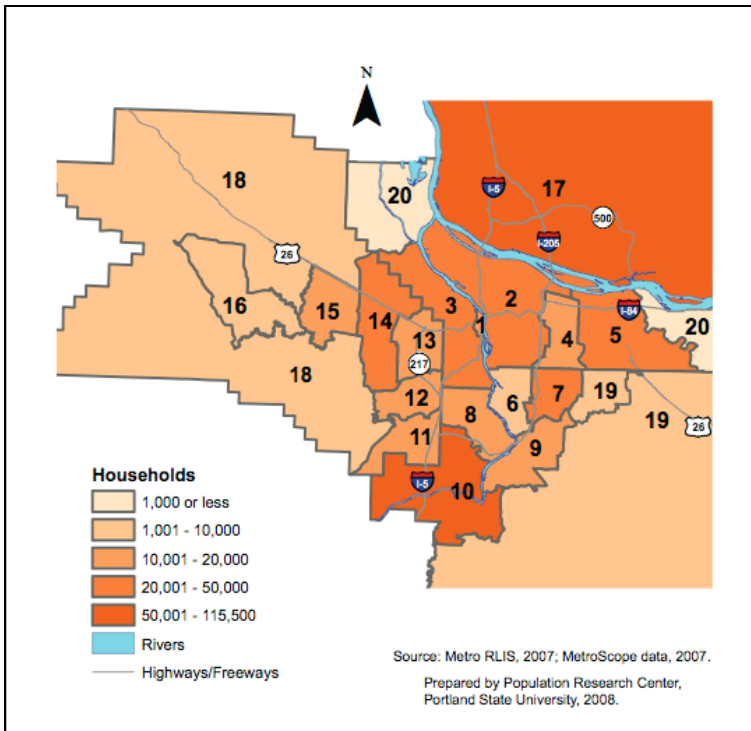 N
18
20
I-5
17
500
I-205
26
16
15
14
3
2
I-84
20
13
1
4
5
217
18
12
6
7
19
19
8
26
11
9
I-5
10
Households
1,000 or less
1,001 - 10,000
10,001 - 20,000
20,001 - 50,000
50,001 - 115,500
Rivers
Highways/Freeways
Source: Metro RLIS, 2007; MetroScope data, 2007.
Prepared by Population Research Center,
Portland State University, 2008.